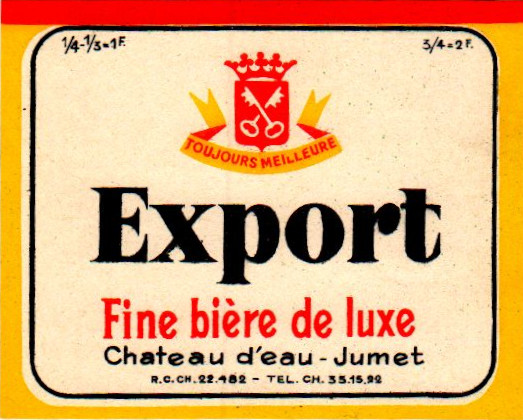 1/4-1/3=1F.
3/4=2F.
TOUJOURS MEILLEURE
Export
Fine bière de luxe
Chateau d'eau - Jumet
R.C.CH.22.482 - TEL. CH. 35.15.92